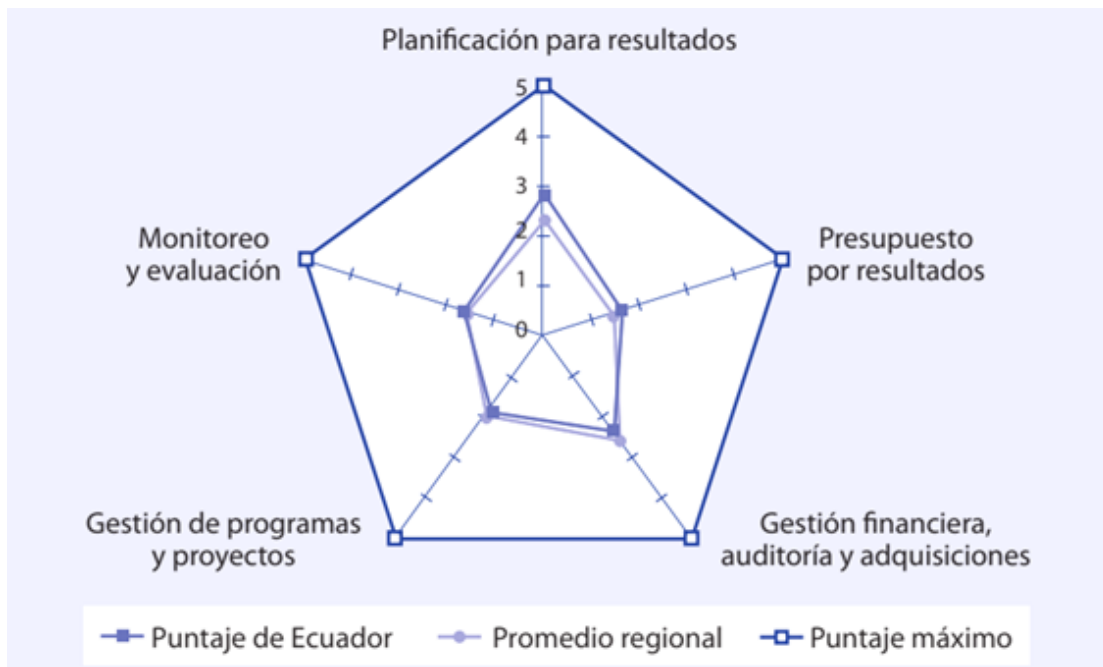 Planificación para resultados
5
4
3
2
1
0
Monitoreo
y evaluación
Presupuesto
por resultados
Gestión de programas
y proyectos
Gestión financiera,
auditoría y adquisiciones
Puntaje de Ecuador
Promedio regional
Puntaje máximo